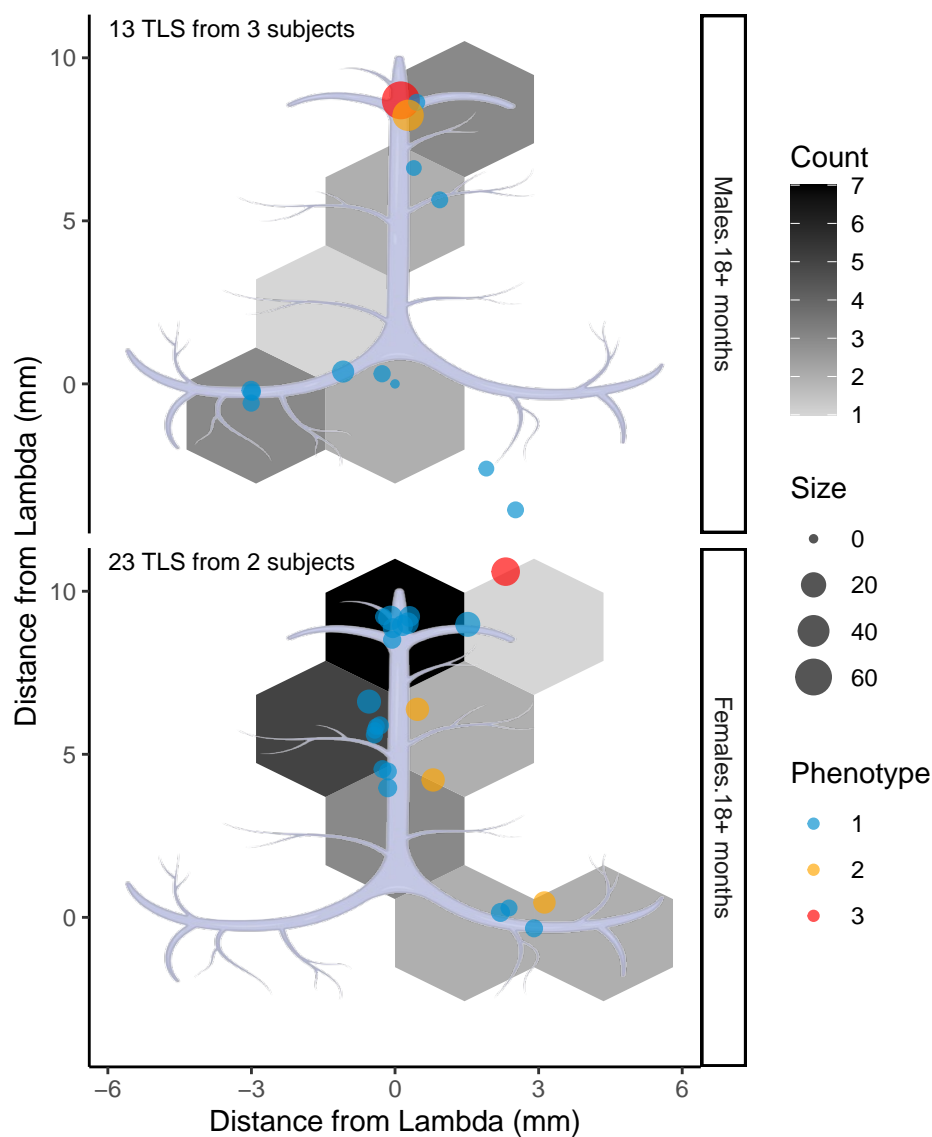 13 TLS from 3 subjects
10
5
0
Males.18+ months
23 TLS from 2 subjects
10
5
0
Females.18+ months
Distance from Lambda (mm)
−6
−3
0
3
6
Distance from Lambda (mm)
Count
7
6
5
4
3
2
1
Size
0
20
40
60
Phenotype
1
2
3